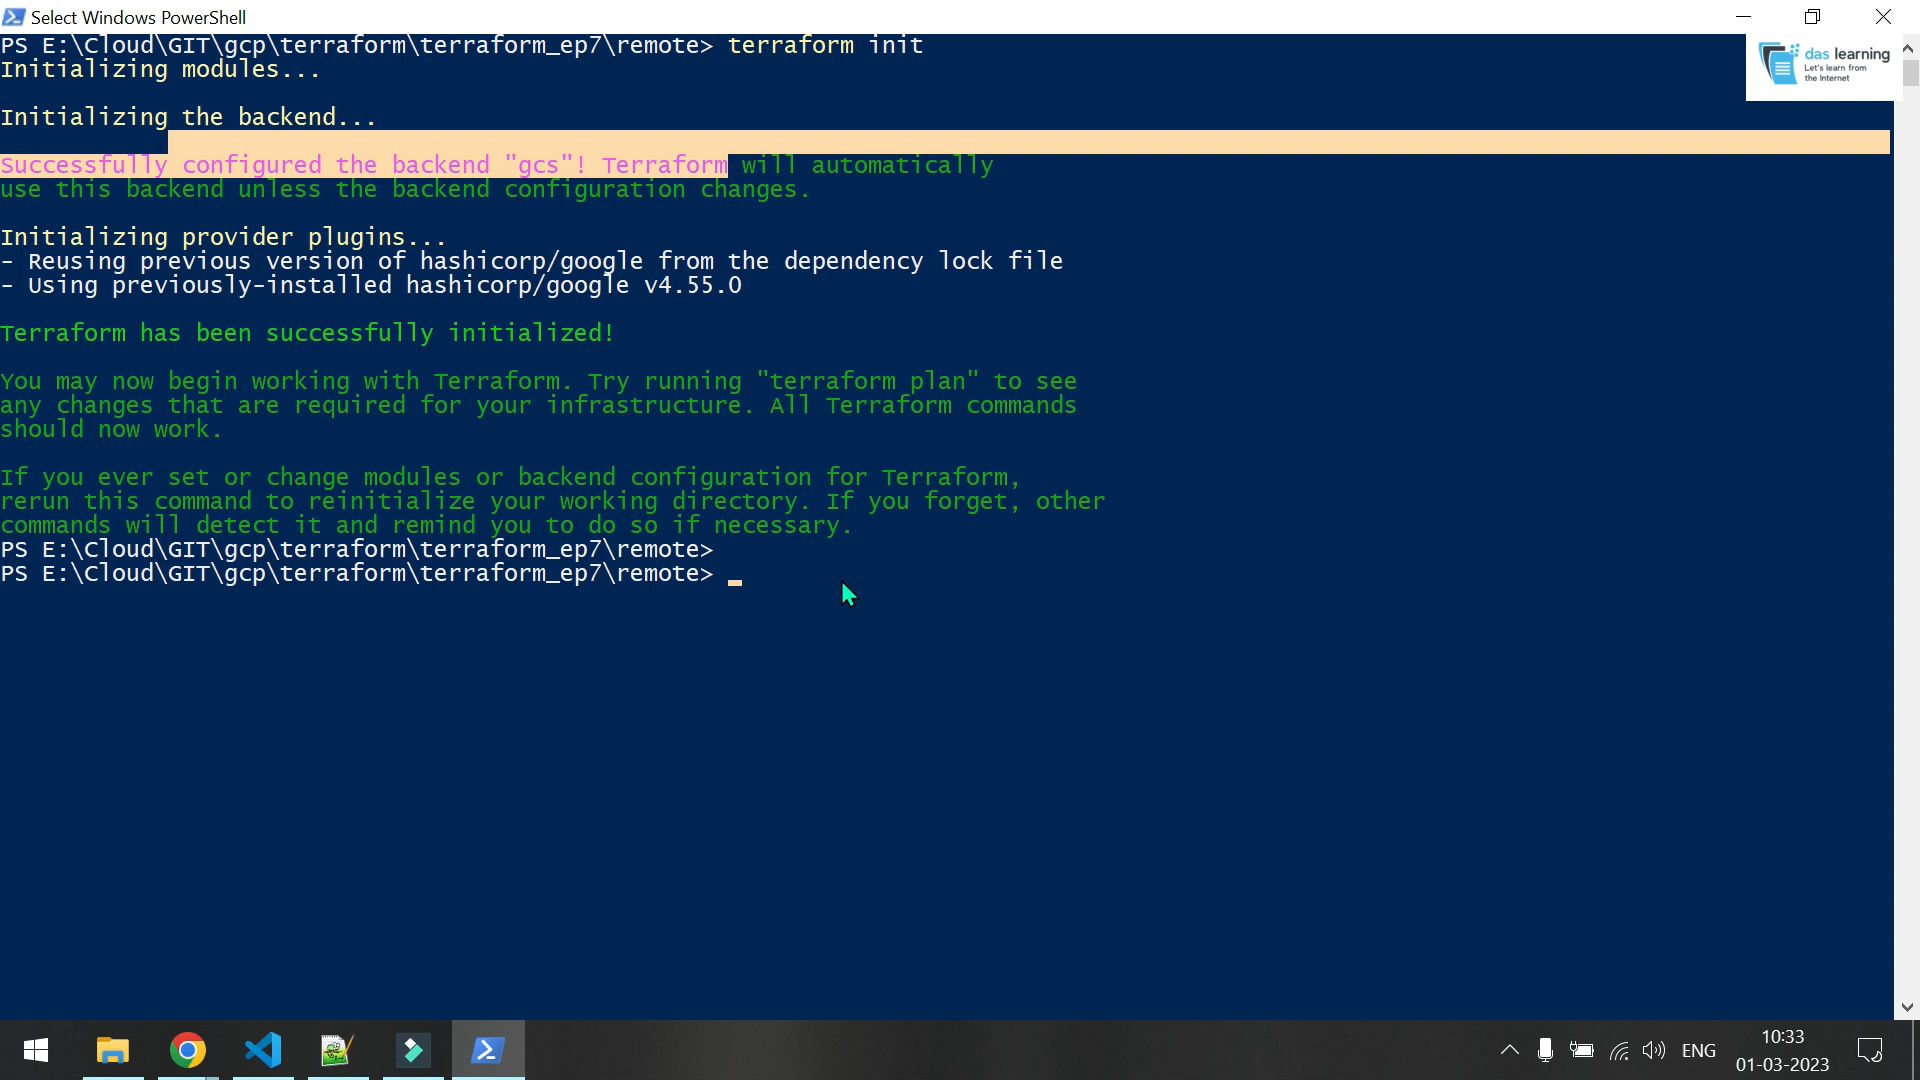 Select Windows PowerShell
PS E:\Cloud\GIT\gcp\terraform\terraform_ep7\remote> terraform init
Initializing modules...
das learning
Let's learn from
the Internet
Initializing the backend...
Successfully configured the backend "gcs"! Terraform will automatically
use this backend unless the backend configuration changes.
Initializing provider plugins...
- Reusing previous version of hashicorp/google from the dependency lock file
- Using previously-installed hashicorp/google v4.55.0
Terraform has been successfully initialized!
You may now begin working with Terraform. Try running "terraform plan" to see
any changes that are required for your infrastructure. All Terraform commands
should now work.
If you ever set or change modules or backend configuration for Terraform,
rerun this command to reinitialize your working directory. If you forget, other
commands will detect it and remind you to do so if necessary.
PS E:\Cloud\GIT\gcp\terraform\terraform_ep7\remote>
PS E:\Cloud\GIT\gcp\terraform\terraform_ep7\remote>
ENG
10:33
01-03-2023